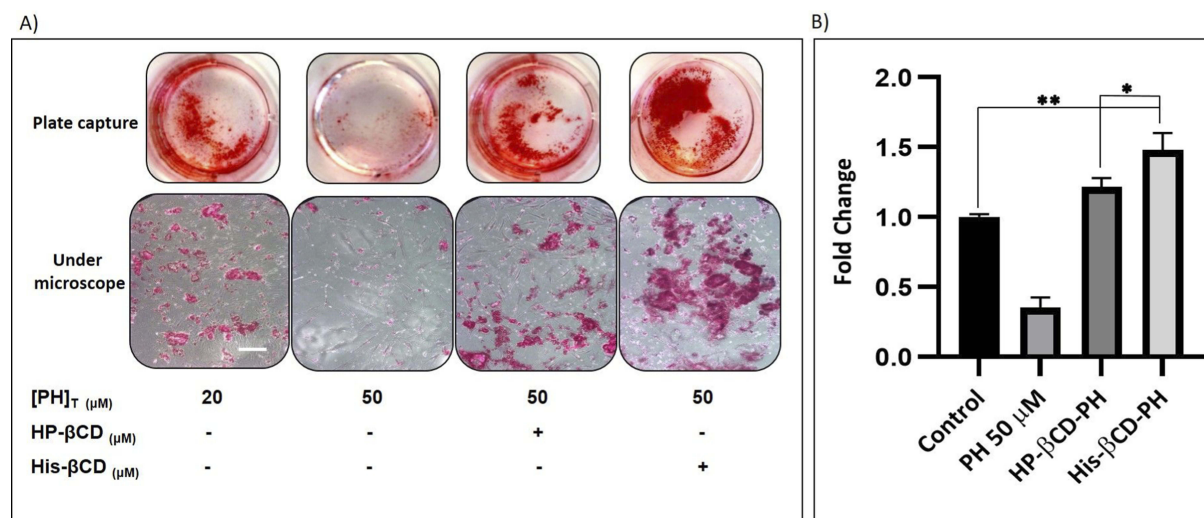 A)
Plate capture
Under
microscope
[PH]T (μM) 20 50 50 50
HP-βCD (μM) - - + -
His-βCD (μM) - - - +
B)
Fold Change
2.0
1.5
1.0
0.5
0.0
**
*
Control
PH 50 μM
HP-βCD-PH
His-βCD-PH